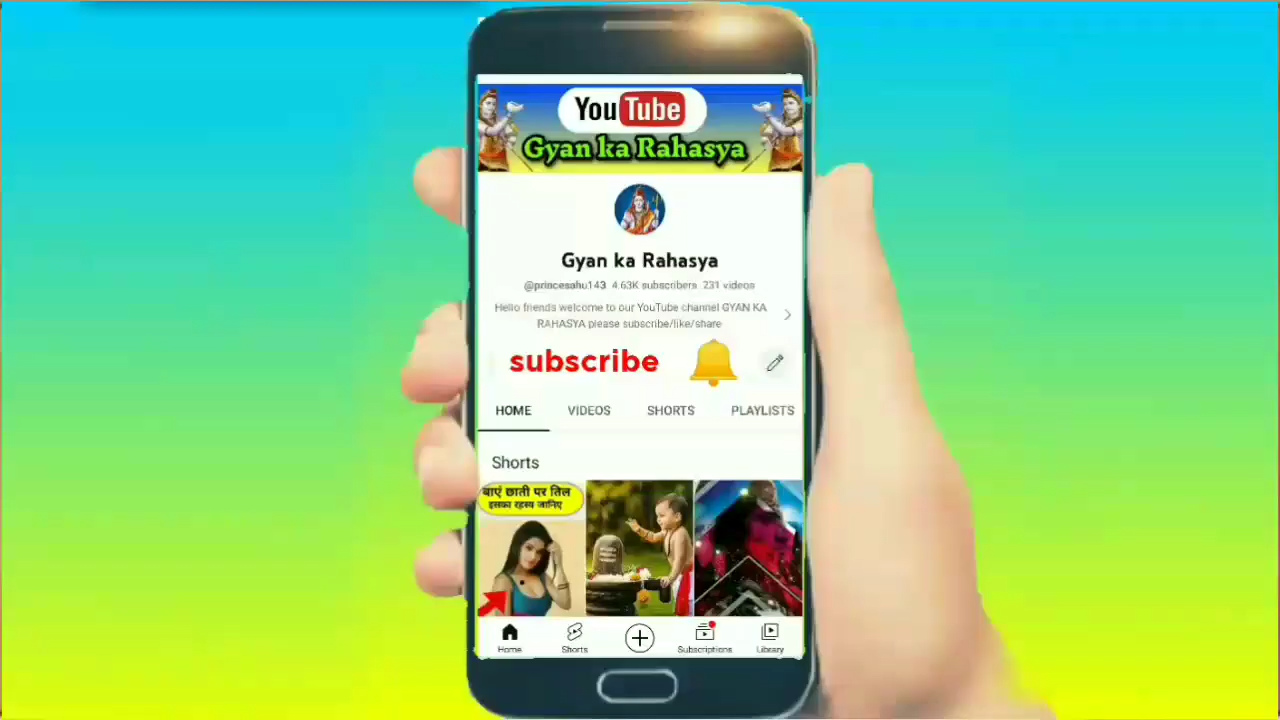 YouTube
Gyan ka Rahasya
Gyan ka Rahasya
@princesahu143 4.63K subscribers 231 videos
Hello friends welcome to our YouTube channel GYAN KA
RAHASYA please subscribe/like/share
subscribe
HOME VIDEOS SHORTS PLAYLISTS
Shorts
बाएं छाती पर तिल
इसका रहस्य जानिए
Home Shorts Subscriptions Library